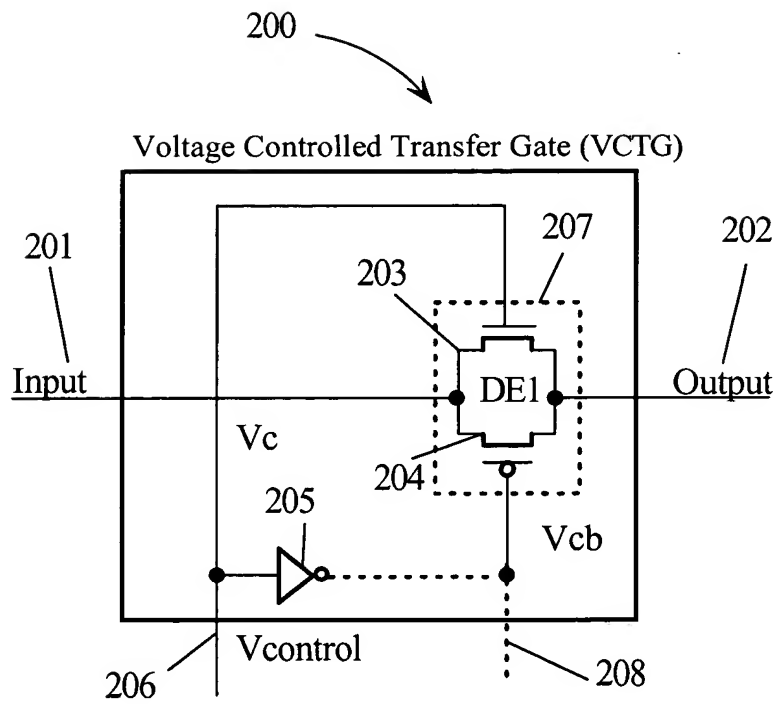 200
Voltage Controlled Transfer Gate (VCTG)
201
207
202
203
Input
DE1
Output
Vc
204
205
Vcb
Vcontrol
206
208